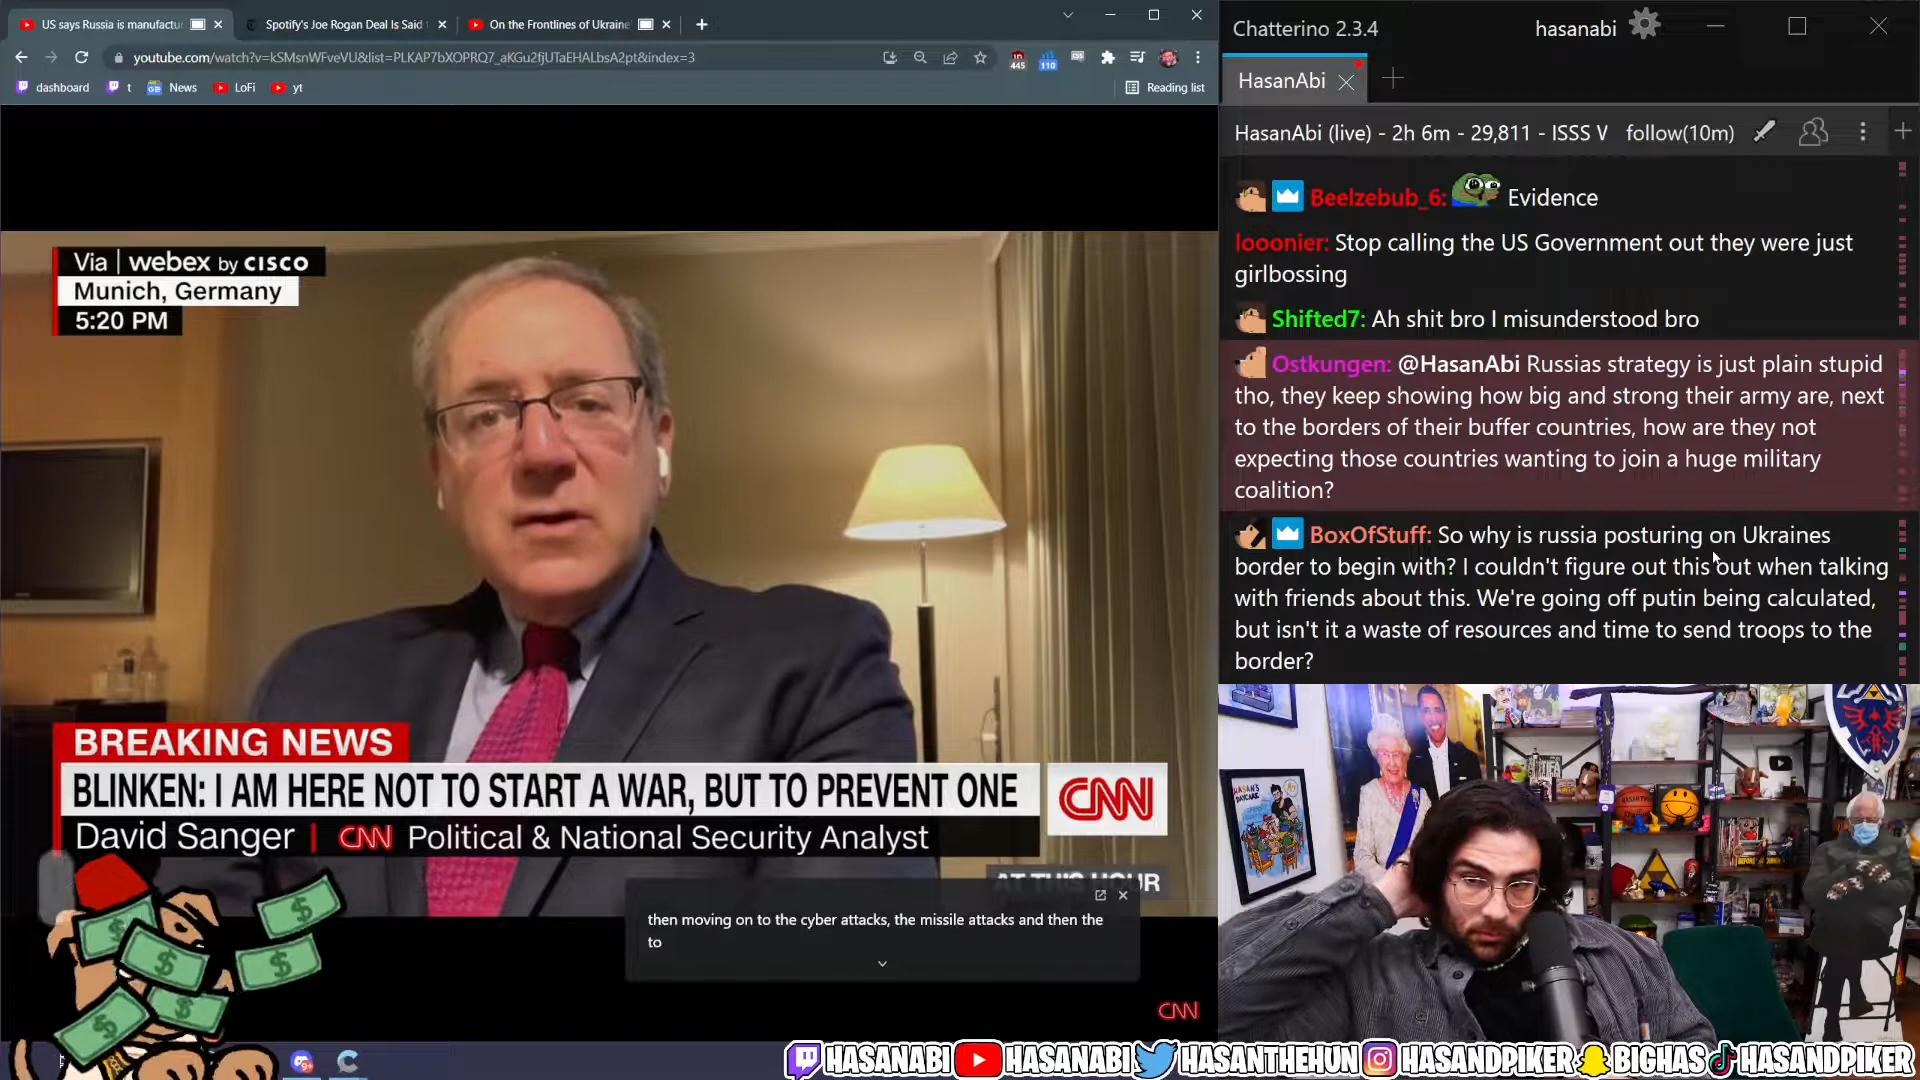 US says Russia is manufactu
Spotify's Joe Rogan Deal Is Said
On the Frontlines of Ukraine
youtube.com/watch?v=kSMsnWFveVU&list=PLKAP7bXOPRQ7_aKGu2fjUTaEHALbsA2pt&index=3
445
110
dashboard
t
News
LoFi
yt
Reading list
Via | webex by CISCO
Munich, Germany
5:20 PM
BREAKING NEWS
BLINKEN: I AM HERE NOT TO START A WAR, BUT TO PREVENT ONE
CNN
David Sanger | CNN Political & National Security Analyst
AT THIS HOUR
then moving on to the cyber attacks, the missile attacks and then the
to
CNN
Chatterino 2.3.4
hasanabi
HasanAbi
HasanAbi (live) - 2h 6m - 29,811 - ISSS V
follow(10m)
Beelzebub_6: Evidence
looonier: Stop calling the US Government out they were just
girlbossing
Shifted7: Ah shit bro I misunderstood bro
Ostkungen: @HasanAbi Russias strategy is just plain stupid
tho, they keep showing how big and strong their army are, next
to the borders of their buffer countries, how are they not
expecting those countries wanting to join a huge military
coalition?
BoxOfStuff: So why is russia posturing on Ukraines
border to begin with? I couldn't figure out this out when talking
with friends about this. We're going off putin being calculated,
but isn't it a waste of resources and time to send troops to the
border?
HASANABI
HASANABI
HASANTHEHUN
HASANDPIKER
BIGHAS
HASANDPIKER